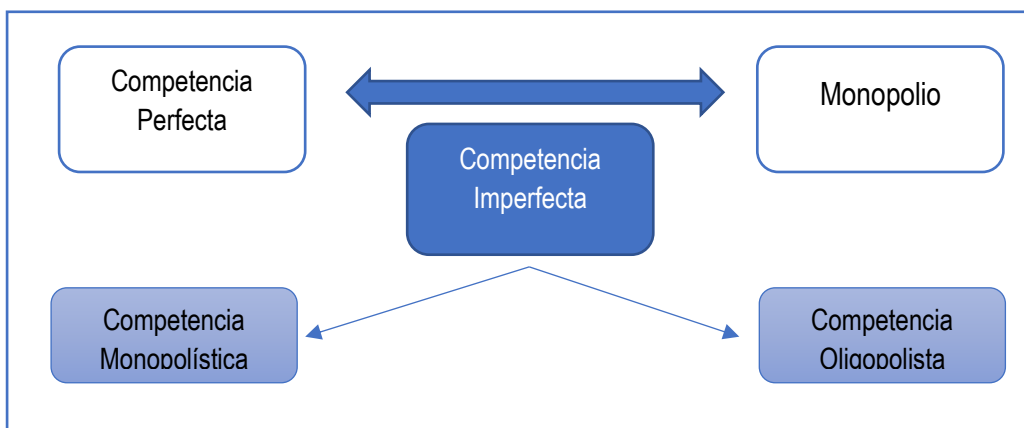 Competencia
Perfecta
Monopolio
Competencia
Imperfecta
Competencia
Monopolística
Competencia
Oligopolista